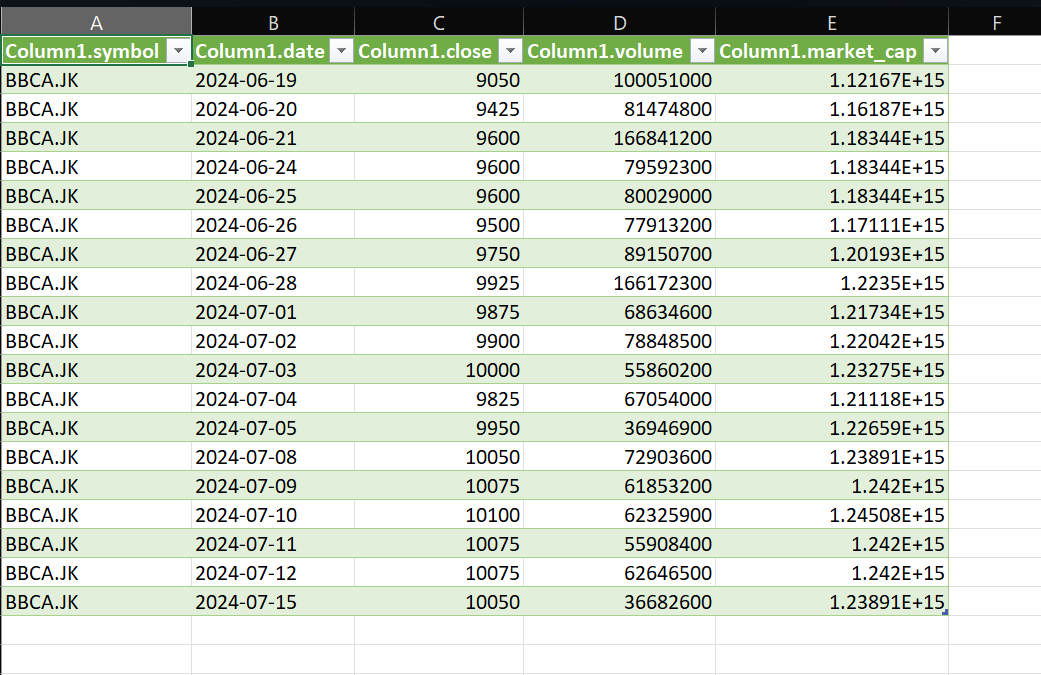 A B C D E F
Column1.symbol Column1.date Column1.close Column1.volume Column1.market_cap
BBCA.JK 2024-06-19 9050 100051000 1.12167E+15
BBCA.JK 2024-06-20 9425 81474800 1.16187E+15
BBCA.JK 2024-06-21 9600 166841200 1.18344E+15
BBCA.JK 2024-06-24 9600 79592300 1.18344E+15
BBCA.JK 2024-06-25 9600 80029000 1.18344E+15
BBCA.JK 2024-06-26 9500 77913200 1.17111E+15
BBCA.JK 2024-06-27 9750 89150700 1.20193E+15
BBCA.JK 2024-06-28 9925 166172300 1.2235E+15
BBCA.JK 2024-07-01 9875 68634600 1.21734E+15
BBCA.JK 2024-07-02 9900 78848500 1.22042E+15
BBCA.JK 2024-07-03 10000 55860200 1.23275E+15
BBCA.JK 2024-07-04 9825 67054000 1.21118E+15
BBCA.JK 2024-07-05 9950 36946900 1.22659E+15
BBCA.JK 2024-07-08 10050 72903600 1.23891E+15
BBCA.JK 2024-07-09 10075 61853200 1.242E+15
BBCA.JK 2024-07-10 10100 62325900 1.24508E+15
BBCA.JK 2024-07-11 10075 55908400 1.242E+15
BBCA.JK 2024-07-12 10075 62646500 1.242E+15
BBCA.JK 2024-07-15 10050 36682600 1.23891E+15